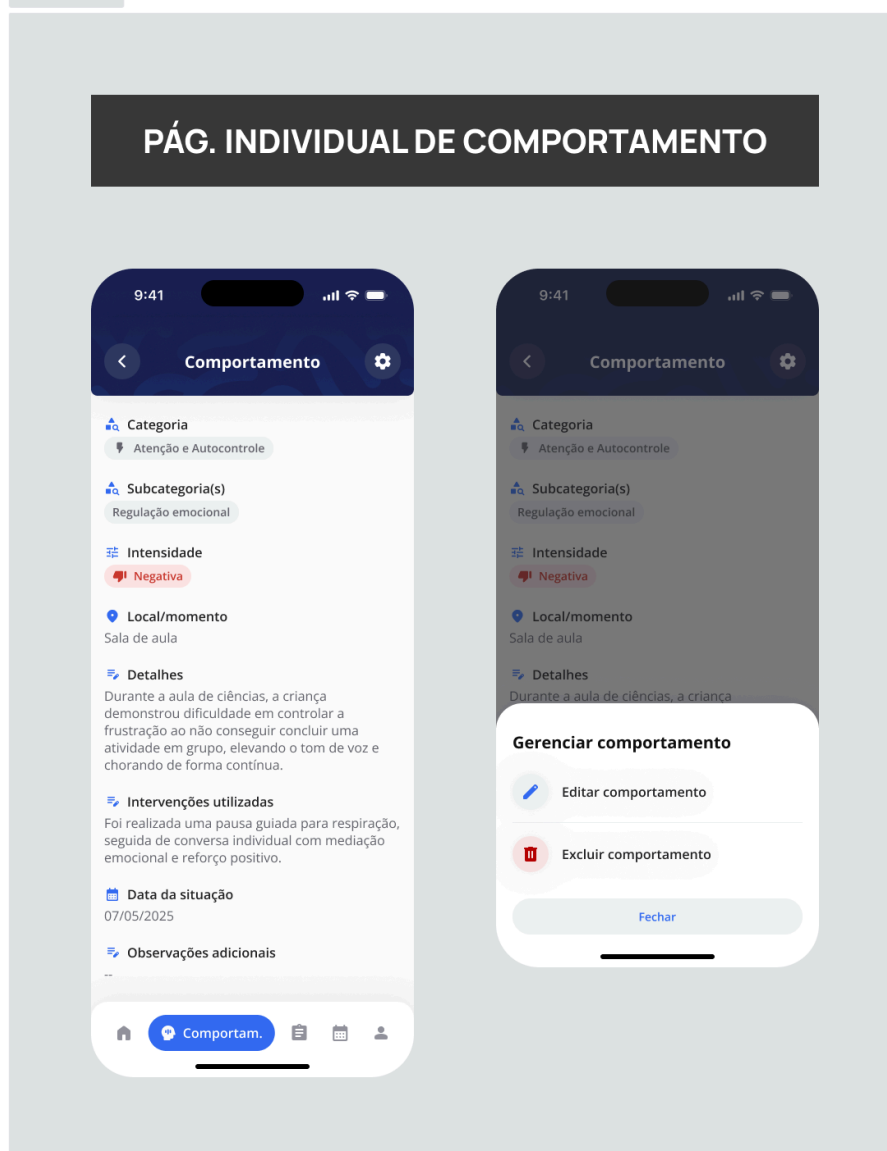 PÁG. INDIVIDUAL DE COMPORTAMENTO
9:41
Comportamento
Categoria
Atenção e Autocontrole
Subcategoria(s)
Regulação emocional
Intensidade
Negativa
Local/momento
Sala de aula
Detalhes
Durante a aula de ciências, a criança
demonstrou dificuldade em controlar a
frustração ao não conseguir concluir uma
atividade em grupo, elevando o tom de voz e
chorando de forma contínua.
Intervenções utilizadas
Foi realizada uma pausa guiada para respiração,
seguida de conversa individual com mediação
emocional e reforço positivo.
Data da situação
07/05/2025
Observações adicionais
--
Comportam.
9:41
Comportamento
Categoria
Atenção e Autocontrole
Subcategoria(s)
Regulação emocional
Intensidade
Negativa
Local/momento
Sala de aula
Detalhes
Durante a aula de ciências, a criança
Gerenciar comportamento
Editar comportamento
Excluir comportamento
Fechar